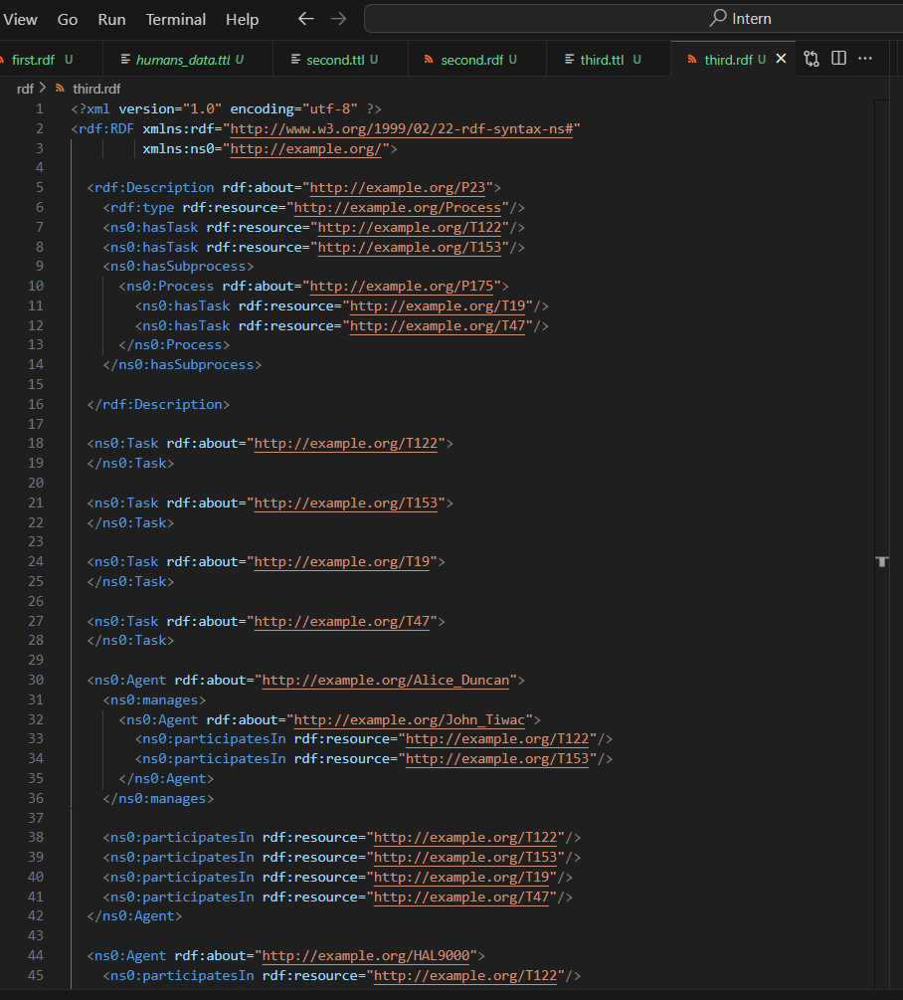 View Go Run Terminal Help ← → Intern
first.rdf U humans_data.ttl U second.ttl U second.rdf U third.ttl U third.rdf U
rdf > third.rdf
1 <?xml version="1.0" encoding="utf-8" ?>
2 <rdf:RDF xmlns:rdf="http://www.w3.org/1999/02/22-rdf-syntax-ns#"
3 xmlns:ns0="http://example.org/">
4
5 <rdf:Description rdf:about="http://example.org/P23">
6 <rdf:type rdf:resource="http://example.org/Process"/>
7 <ns0:hasTask rdf:resource="http://example.org/T122"/>
8 <ns0:hasTask rdf:resource="http://example.org/T153"/>
9 <ns0:hasSubprocess>
10 <ns0:Process rdf:about="http://example.org/P175">
11 <ns0:hasTask rdf:resource="http://example.org/T19"/>
12 <ns0:hasTask rdf:resource="http://example.org/T47"/>
13 </ns0:Process>
14 </ns0:hasSubprocess>
15
16 </rdf:Description>
17
18 <ns0:Task rdf:about="http://example.org/T122">
19 </ns0:Task>
20
21 <ns0:Task rdf:about="http://example.org/T153">
22 </ns0:Task>
23
24 <ns0:Task rdf:about="http://example.org/T19">
25 </ns0:Task>
26
27 <ns0:Task rdf:about="http://example.org/T47">
28 </ns0:Task>
29
30 <ns0:Agent rdf:about="http://example.org/Alice_Duncan">
31 <ns0:manages>
32 <ns0:Agent rdf:about="http://example.org/John_Tiwac">
33 <ns0:participatesIn rdf:resource="http://example.org/T122"/>
34 <ns0:participatesIn rdf:resource="http://example.org/T153"/>
35 </ns0:Agent>
36 </ns0:manages>
37
38 <ns0:participatesIn rdf:resource="http://example.org/T122"/>
39 <ns0:participatesIn rdf:resource="http://example.org/T153"/>
40 <ns0:participatesIn rdf:resource="http://example.org/T19"/>
41 <ns0:participatesIn rdf:resource="http://example.org/T47"/>
42 </ns0:Agent>
43
44 <ns0:Agent rdf:about="http://example.org/HAL9000">
45 <ns0:participatesIn rdf:resource="http://example.org/T122"/>